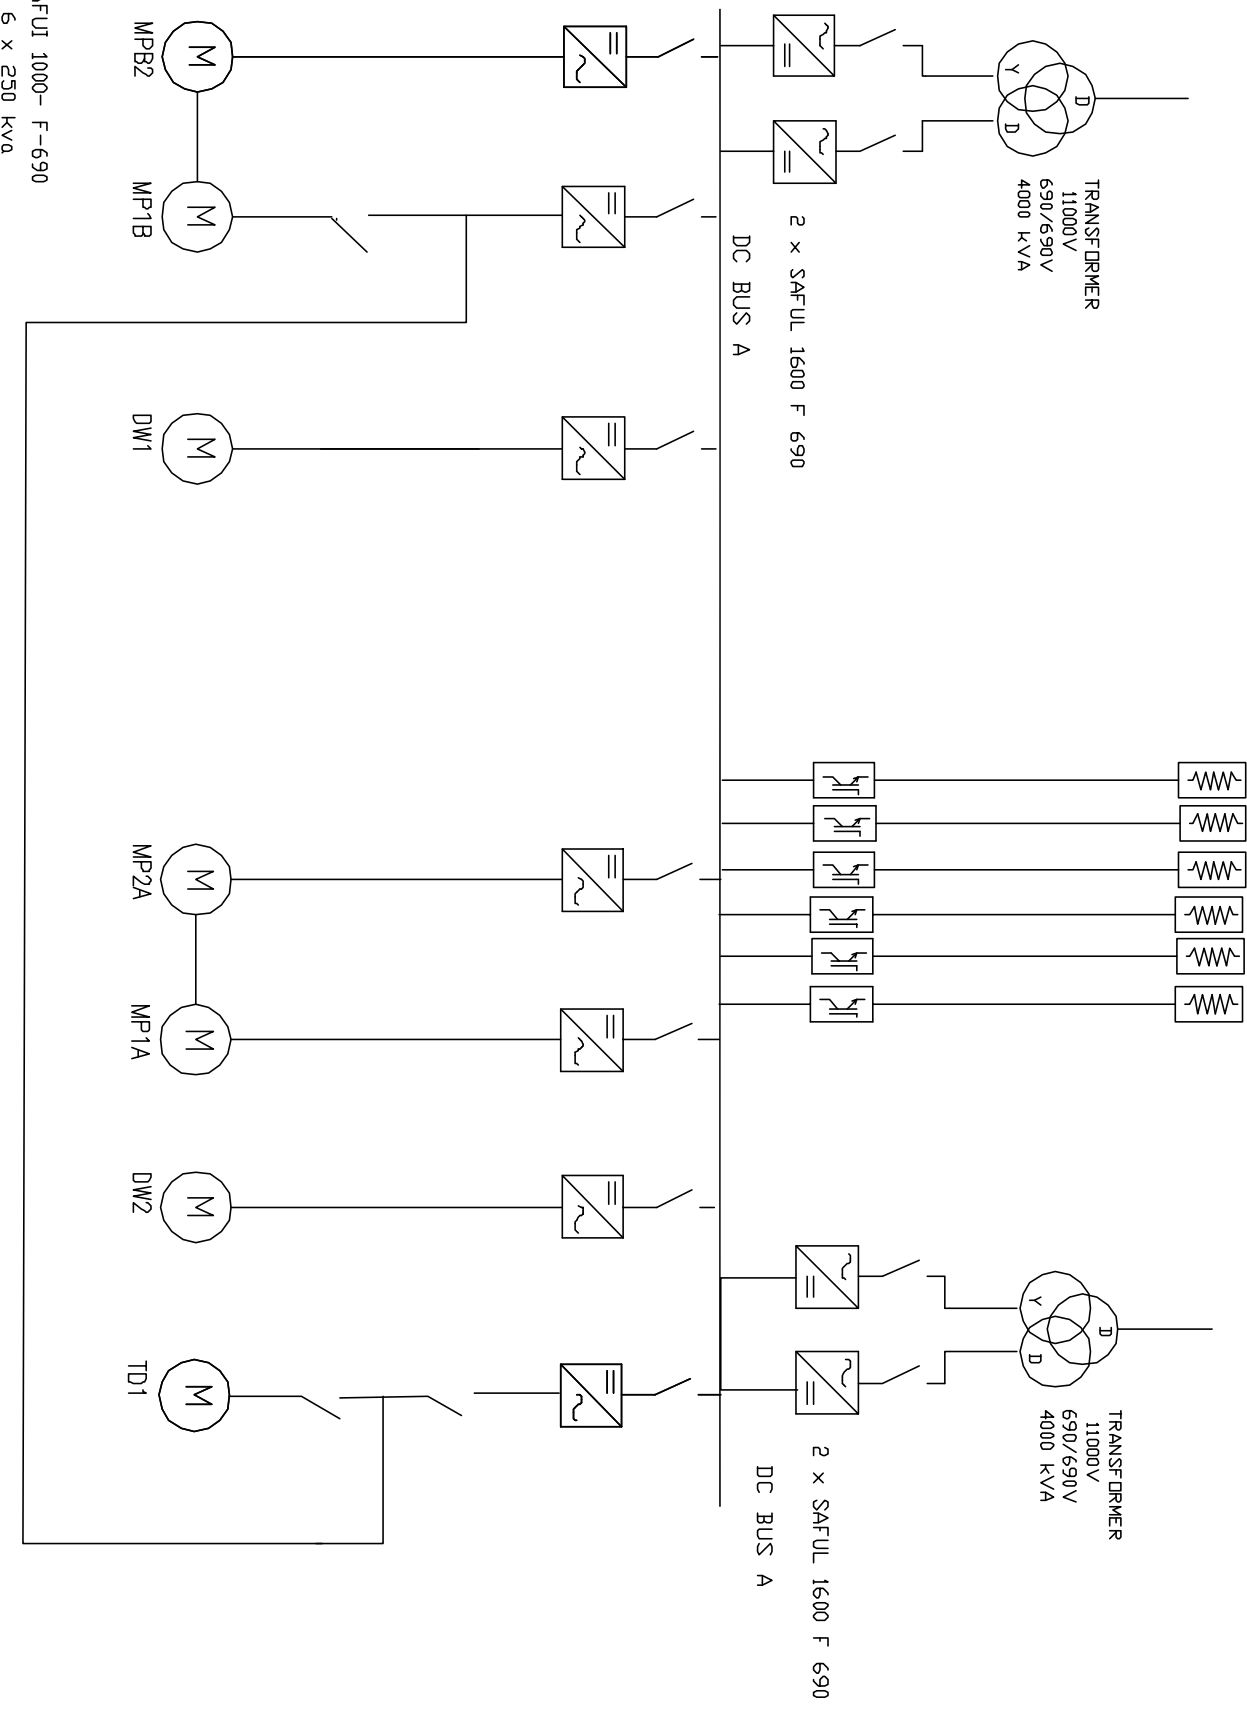 D
Y
D
TRANSFORMER
11000V
690/690V
4000 kVA
2 x SAFUL 1600 F 690
DC BUS A
D
Y
D
TRANSFORMER
11000V
690/690V
4000 kVA
2 x SAFUL 1600 F 690
DC BUS A
M
M
M
M
M
M
M
MPB2
MP1B
DW1
MP2A
MP1A
DW2
TD1
FUI 1000- F-690
6 x 250 kva